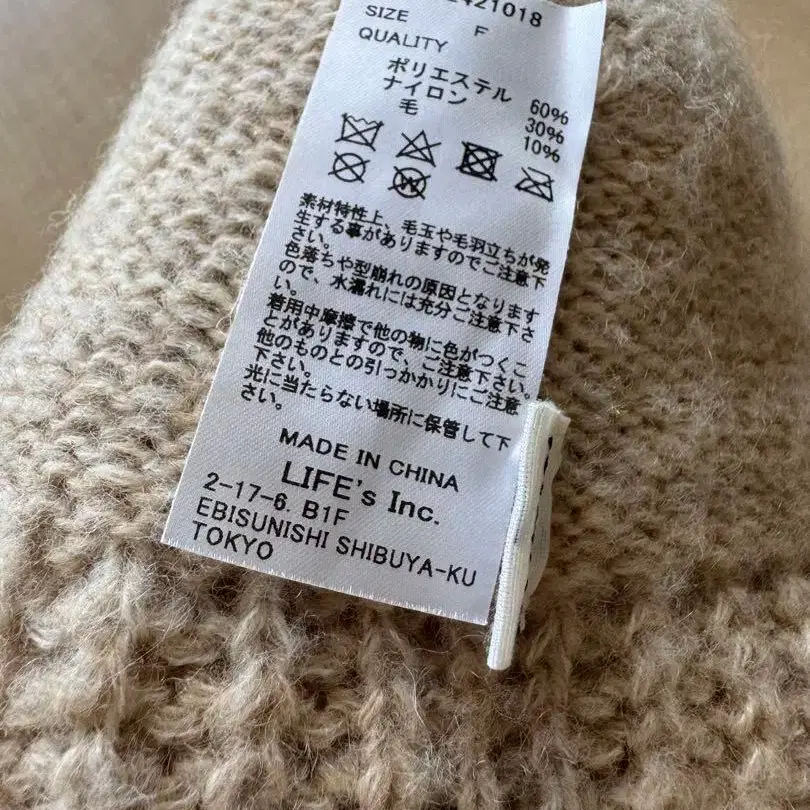 421018
SIZE F
QUALITY
ポリエステル 60%
ナイロン 30%
毛 10%
素材特性上、毛玉や毛羽立ちが発
生する事がありますのでご注意下
さい。
色落ちや型崩れの原因となります
ので、水濡れには充分ご注意下さ
い。
着用中摩擦で他の物に色がつくこ
とがありますので、ご注意下さい。
他のものとの引っかかりにご注意
下さい。
光に当たらない場所に保管して下
さい。
MADE IN CHINA
LIFE's Inc.
2-17-6. B1F
EBISUNISHI SHIBUYA-KU
TOKYO